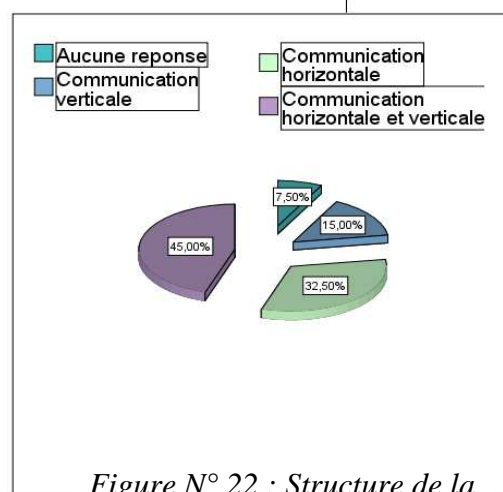 Aucune reponse
Communication
verticale
Communication
horizontale
Communication
horizontale et verticale
7,50%
15,00%
45,00%
32,50%
Figure N° 22 : Structure de la